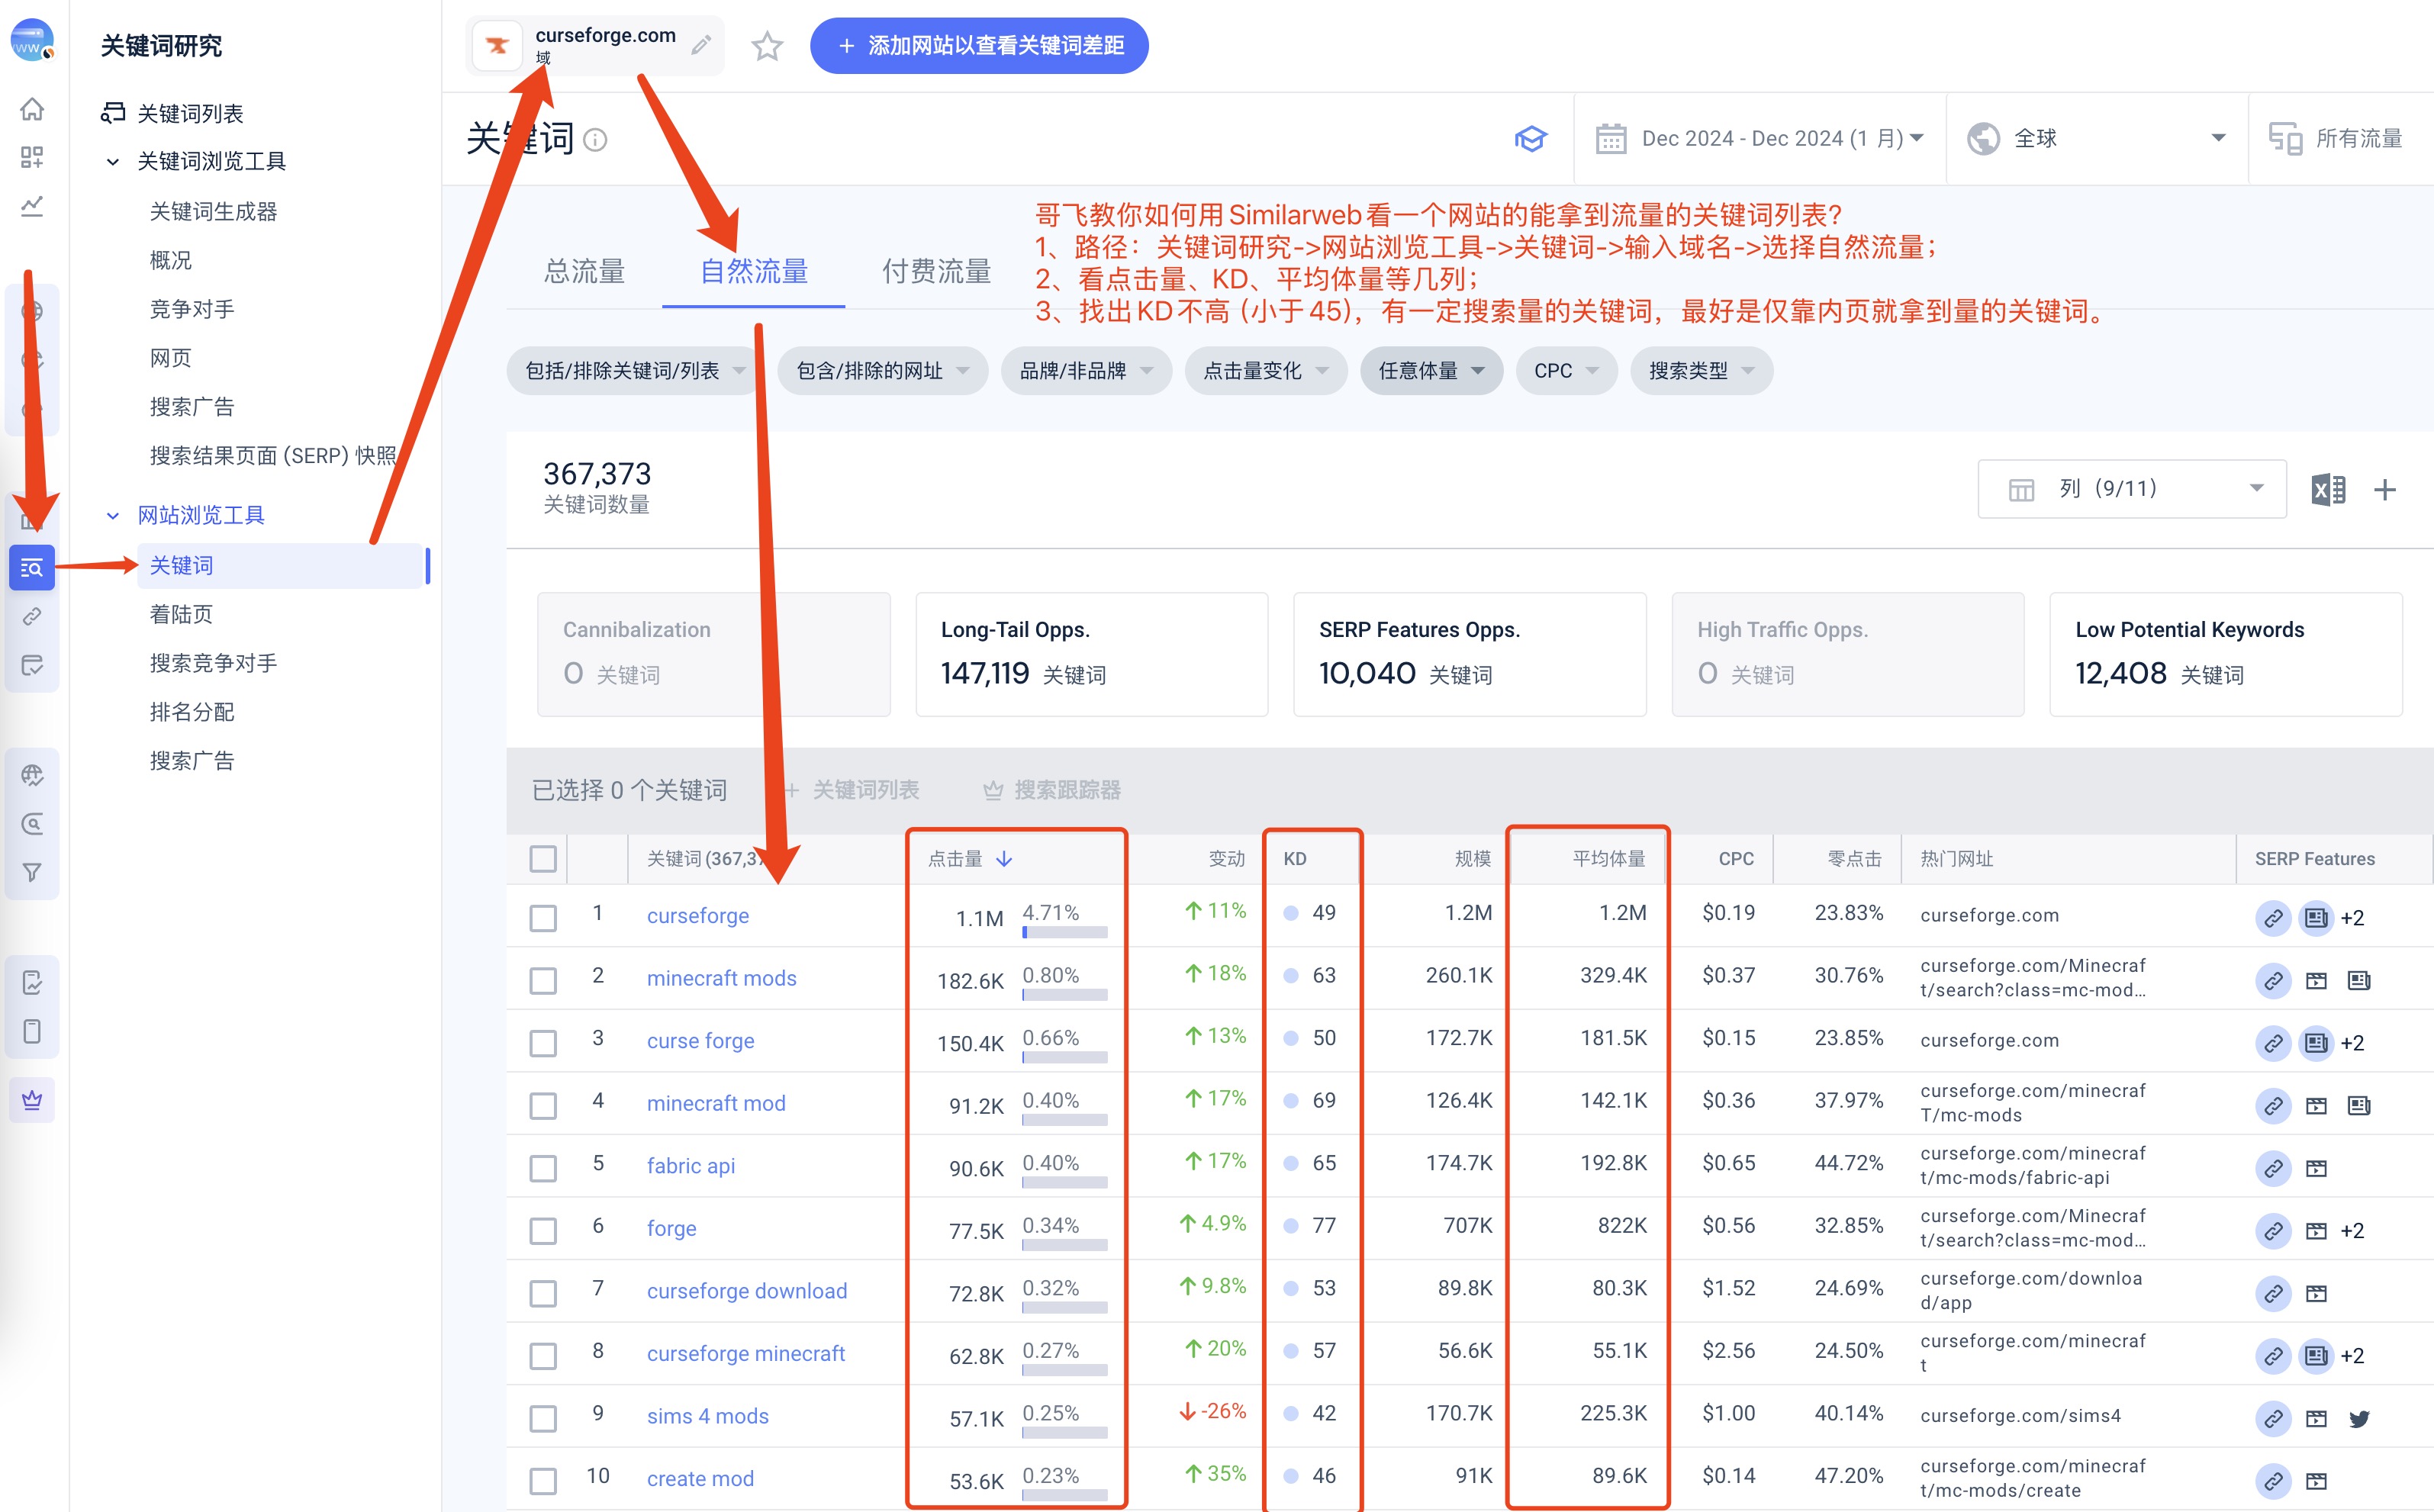 关键词研究
关键词列表
关键词浏览工具
关键词生成器
概况
竞争对手
网页
搜索广告
搜索结果页面 (SERP) 快照
网站浏览工具
关键词
着陆页
搜索竞争对手
排名分配
搜索广告
curseforge.com
域
+ 添加网站以查看关键词差距
关键词
Dec 2024 - Dec 2024 (1 月)
全球
所有流量
哥飞教你如何用Similarweb看一个网站的能拿到流量的关键词列表?
1、路径：关键词研究->网站浏览工具->关键词->输入域名->选择自然流量；
2、看点击量、KD、平均体量等几列；
3、找出KD不高 (小于45)，有一定搜索量的关键词，最好是仅靠内页就拿到量的关键词。
总流量 自然流量 付费流量
包括/排除关键词/列表 包含/排除的网址 品牌/非品牌 点击量变化 任意体量 CPC 搜索类型
367,373
关键词数量
列（9/11）
Cannibalization
0 关键词
Long-Tail Opps.
147,119 关键词
SERP Features Opps.
10,040 关键词
High Traffic Opps.
0 关键词
Low Potential Keywords
12,408 关键词
已选择 0 个关键词 + 关键词列表 搜索跟踪器
关键词 (367,37 点击量 变动 KD 规模 平均体量 CPC 零点击 热门网址 SERP Features
1 curseforge 1.1M 4.71% 11% 49 1.2M 1.2M $0.19 23.83% curseforge.com +2
2 minecraft mods 182.6K 0.80% 18% 63 260.1K 329.4K $0.37 30.76% curseforge.com/Minecraf
t/search?class=mc-mod...
3 curse forge 150.4K 0.66% 13% 50 172.7K 181.5K $0.15 23.85% curseforge.com +2
4 minecraft mod 91.2K 0.40% 17% 69 126.4K 142.1K $0.36 37.97% curseforge.com/minecraf
T/mc-mods
5 fabric api 90.6K 0.40% 17% 65 174.7K 192.8K $0.65 44.72% curseforge.com/minecraf
t/mc-mods/fabric-api
6 forge 77.5K 0.34% 4.9% 77 707K 822K $0.56 32.85% curseforge.com/Minecraf
t/search?class=mc-mod... +2
7 curseforge download 72.8K 0.32% 9.8% 53 89.8K 80.3K $1.52 24.69% curseforge.com/downloa
d/app
8 curseforge minecraft 62.8K 0.27% 20% 57 56.6K 55.1K $2.56 24.50% curseforge.com/minecraf
t +2
9 sims 4 mods 57.1K 0.25% -26% 42 170.7K 225.3K $1.00 40.14% curseforge.com/sims4
10 create mod 53.6K 0.23% 35% 46 91K 89.6K $0.14 47.20% curseforge.com/minecraf
t/mc-mods/create